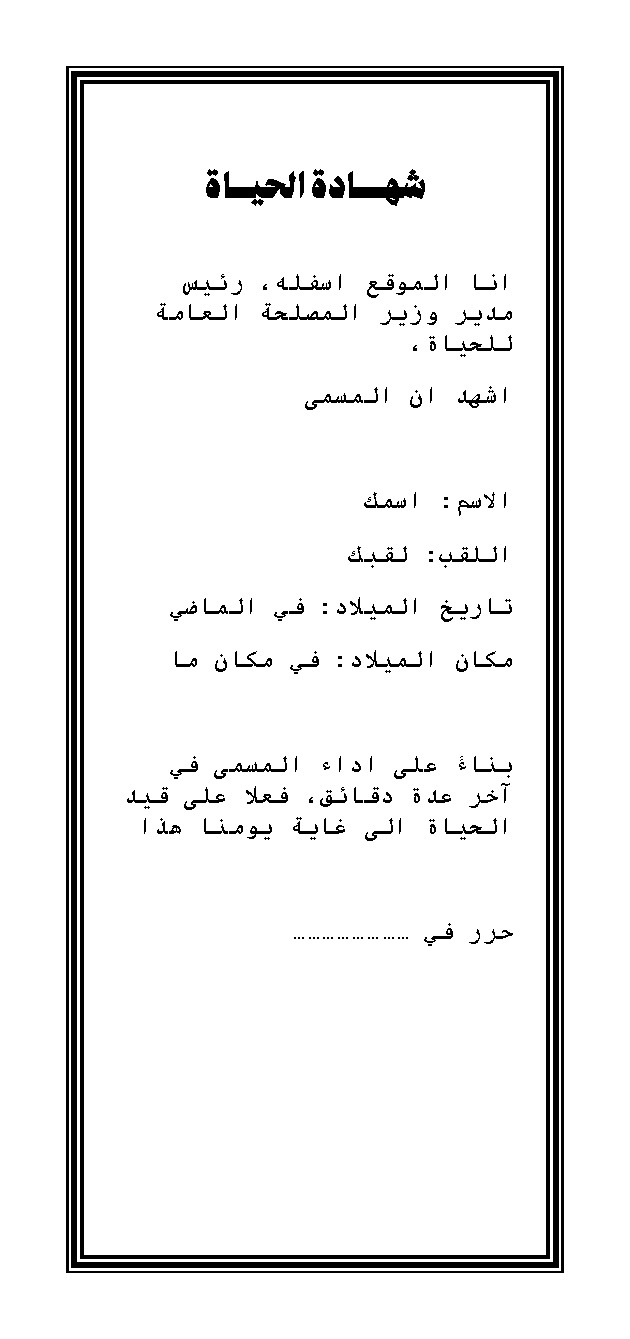 شهـــادة الحيـــاة
انا الموقع اسفله، رئيس
مدير وزير المصلحة العامة
للحياة،
اشهد ان المسمى
الاسم: اسمك
اللقب: لقبك
تاريخ الميلاد: في الماضي
مكان الميلاد: في مكان ما
بناءً على اداء المسمى في
آخر عدة دقائق، فعلا على قيد
الحياة الى غاية يومنا هذا
حرر في ……………………